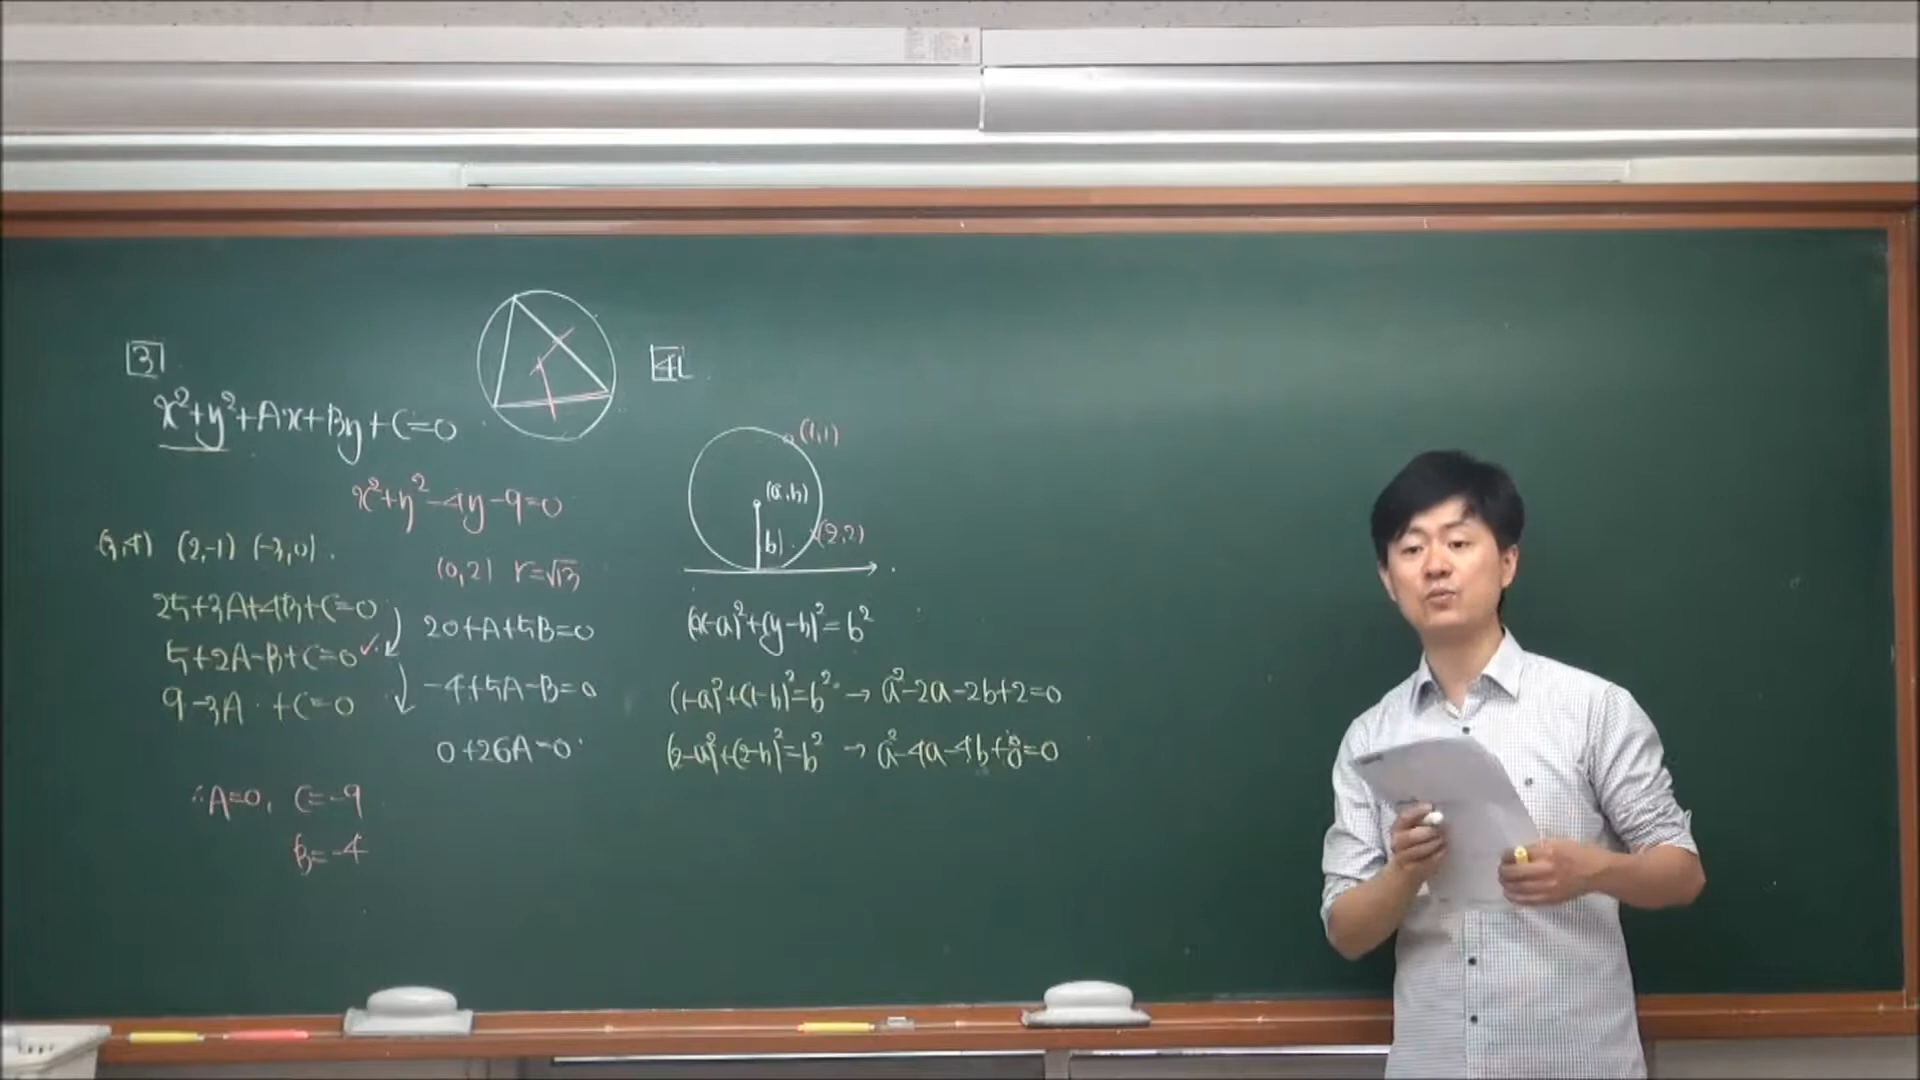 3
x²+y²+Ax+By+C=0
x²+y²-4y-9=0
(3,4) (2,-1) (-3,0).
(0,2) r=√13
25+3A+4B+C=0
5+2A-B+C=0 ✓
9-3A +C=0
20+A+5B=0
-4+5A-B=0
0+26A=0
∴A=0, C=-9
B=-4
4
(1,1)
(a,b)
b
(2,2)
(x-a)²+(y-b)²=b²
(1-a)²+(1-b)²=b² → a²-2a-2b+2=0
(2-a)²+(2-b)²=b² → a²-4a-4b+8=0